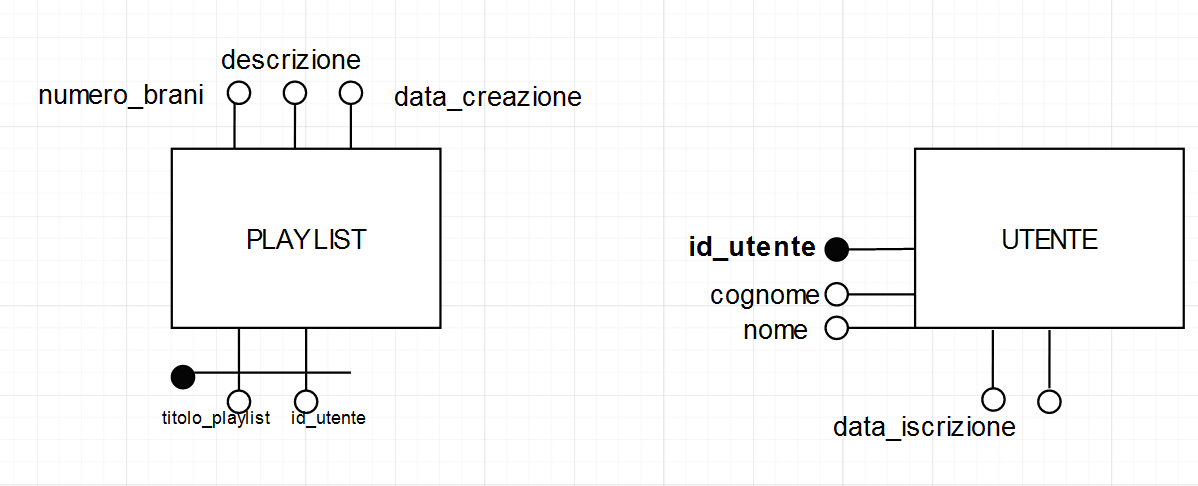 descrizione
numero_brani
data_creazione
PLAYLIST
titolo_playlist
id_utente
UTENTE
id_utente
cognome
nome
data_iscrizione